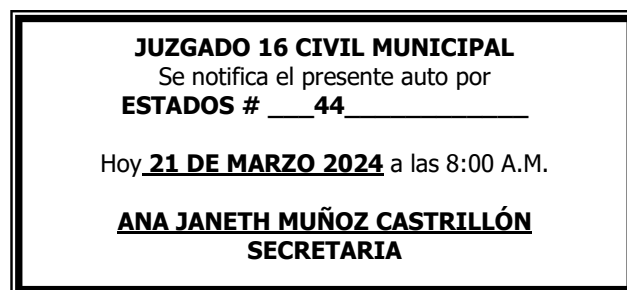 JUZGADO 16 CIVIL MUNICIPAL
Se notifica el presente auto por
ESTADOS # ___44____________
Hoy 21 DE MARZO 2024 a las 8:00 A.M.
ANA JANETH MUÑOZ CASTRILLÓN
SECRETARIA